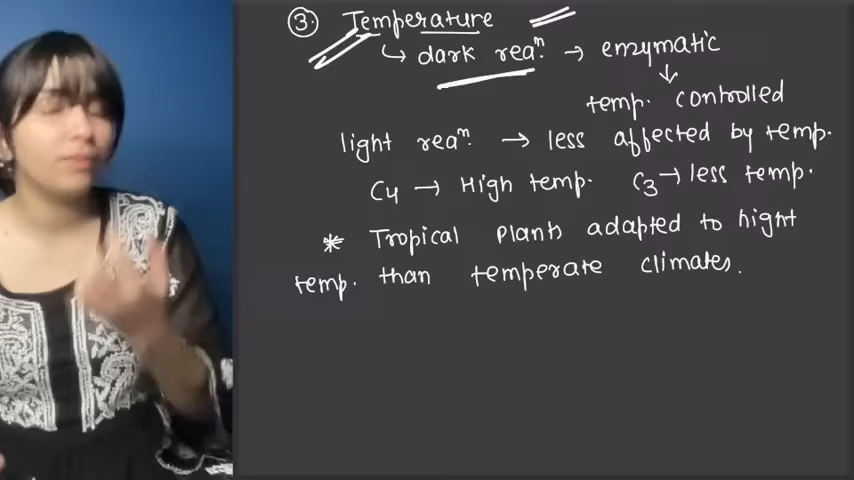 ③ Temperature
↳ dark reaⁿ. → enzymatic
↓
temp. controlled
light reaⁿ. → less affected by temp.
C4 → High temp. C3 → less temp.
* Tropical plants adapted to hight
temp. than temperate climates.